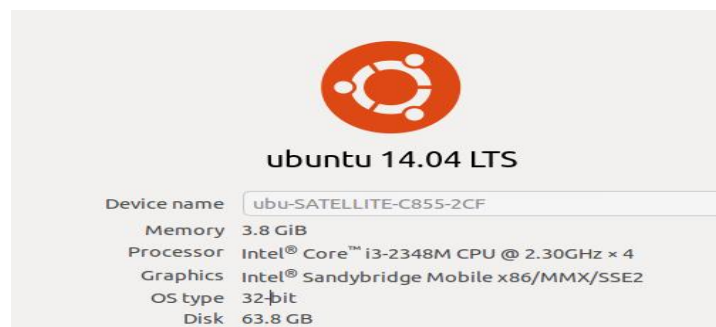 ubuntu 14.04 LTS
Device name ubu-SATELLITE-C855-2CF
Memory 3.8 GiB
Processor Intel® Core™ i3-2348M CPU @ 2.30GHz × 4
Graphics Intel® Sandybridge Mobile x86/MMX/SSE2
OS type 32-bit
Disk 63.8 GB